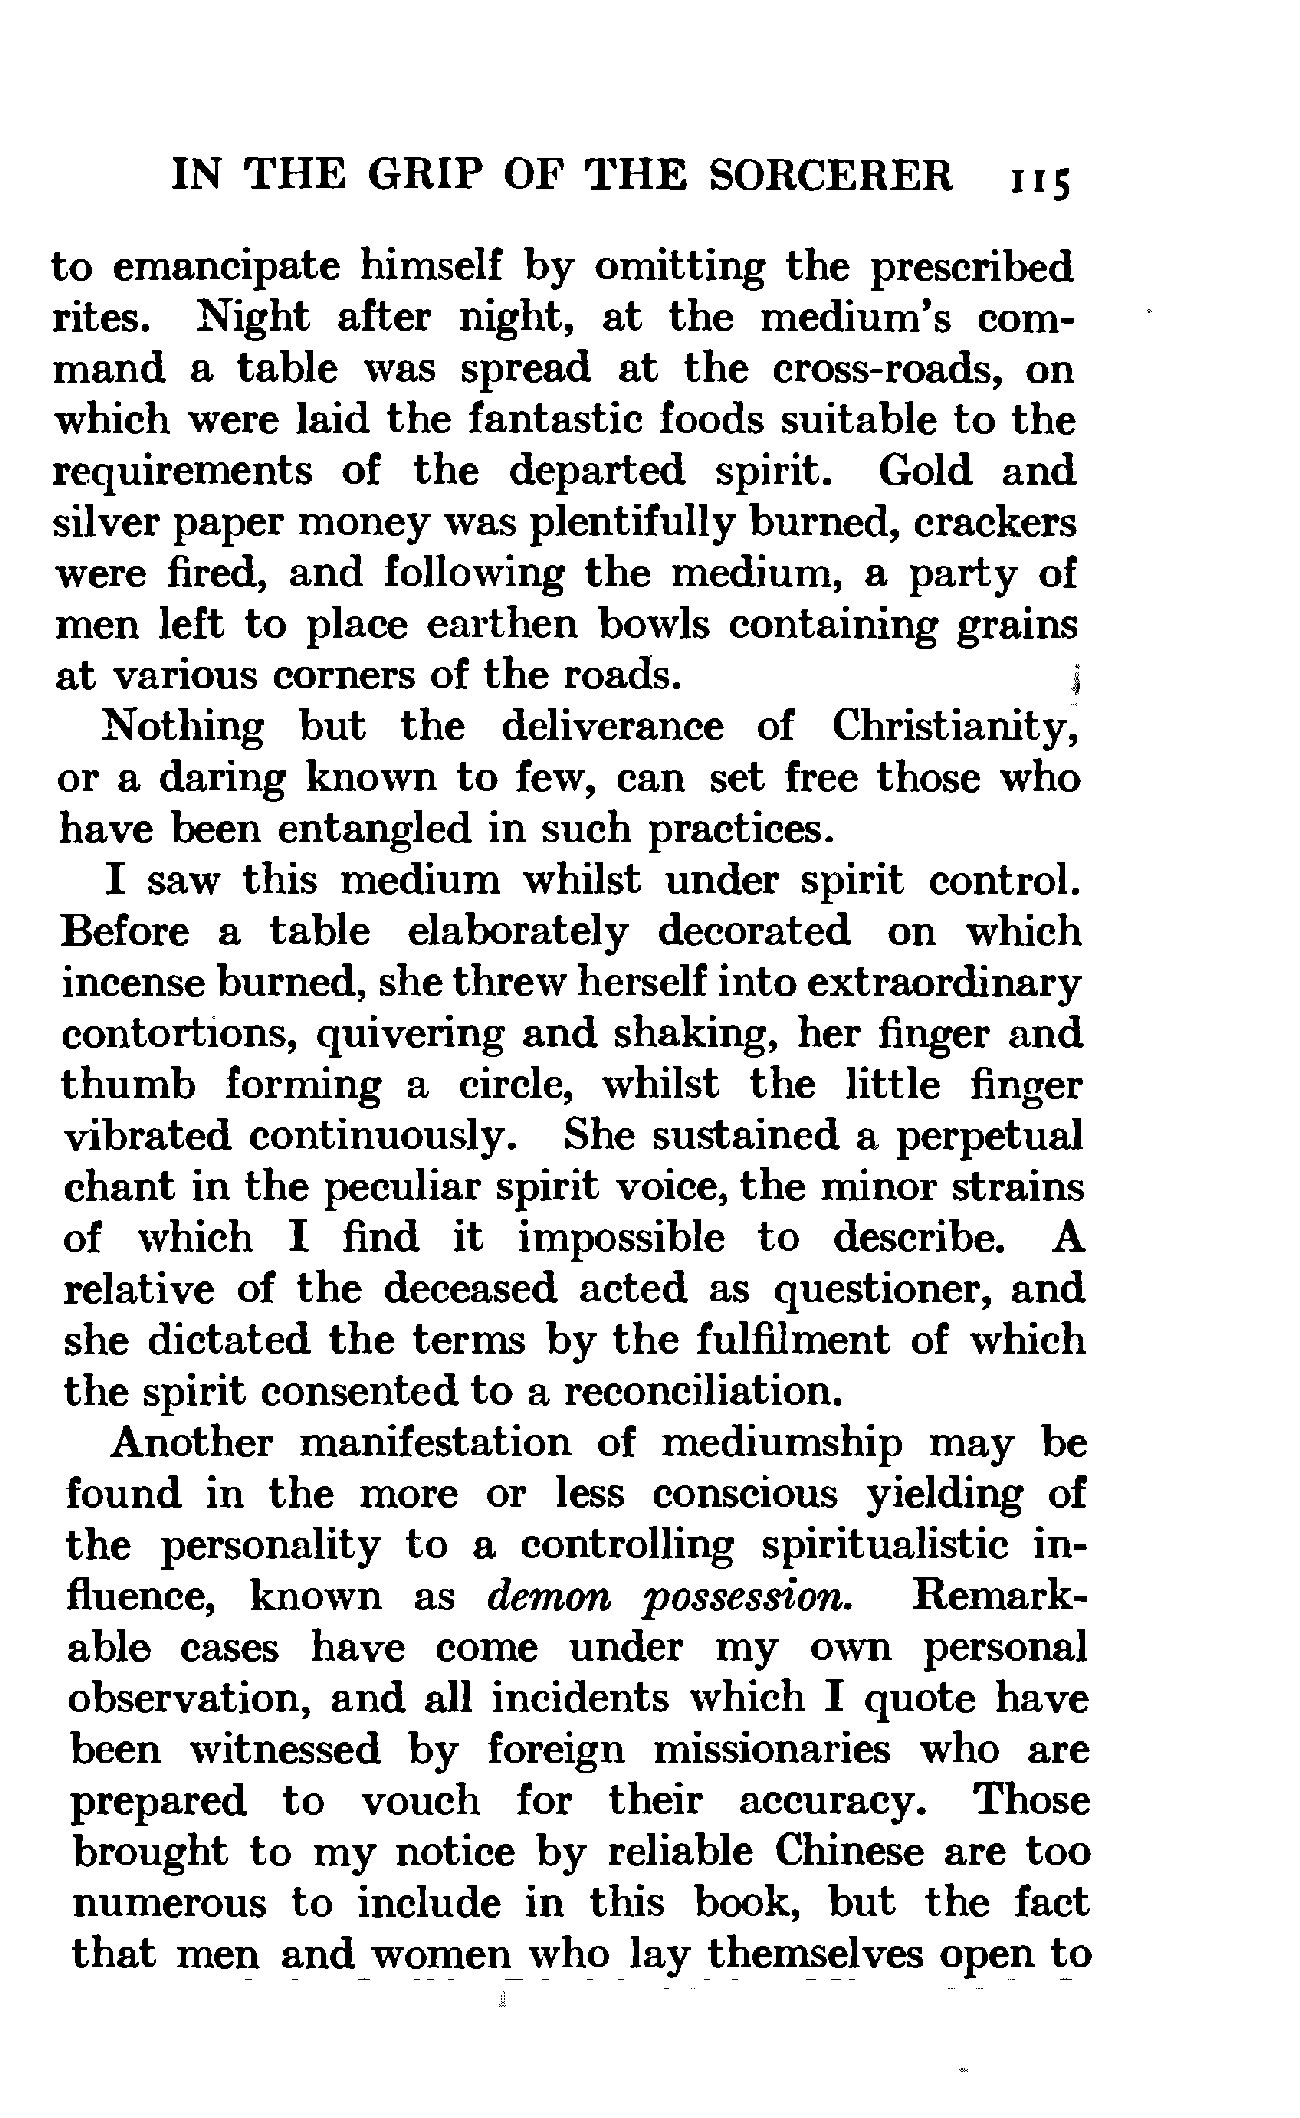 IN THE GRIP OF THE SORCERER 115
to emancipate himself by omitting the prescribed
rites. Night after night, at the medium's com-
mand a table was spread at the cross-roads, on
which were laid the fantastic foods suitable to the
requirements of the departed spirit. Gold and
silver paper money was plentifully burned, crackers
were fired, and following the medium, a party of
men left to place earthen bowls containing grains
at various corners of the roads.
Nothing but the deliverance of Christianity,
or a daring known to few, can set free those who
have been entangled in such practices.
I saw this medium whilst under spirit control.
Before a table elaborately decorated on which
incense burned, she threw herself into extraordinary
contortions, quivering and shaking, her finger and
thumb forming a circle, whilst the little finger
vibrated continuously. She sustained a perpetual
chant in the peculiar spirit voice, the minor strains
of which I find it impossible to describe. A
relative of the deceased acted as questioner, and
she dictated the terms by the fulfilment of which
the spirit consented to a reconciliation.
Another manifestation of mediumship may be
found in the more or less conscious yielding of
the personality to a controlling spiritualistic in-
fluence, known as demon possession. Remark-
able cases have come under my own personal
observation, and all incidents which I quote have
been witnessed by foreign missionaries who are
prepared to vouch for their accuracy. Those
brought to my notice by reliable Chinese are too
numerous to include in this book, but the fact
that men and women who lay themselves open to